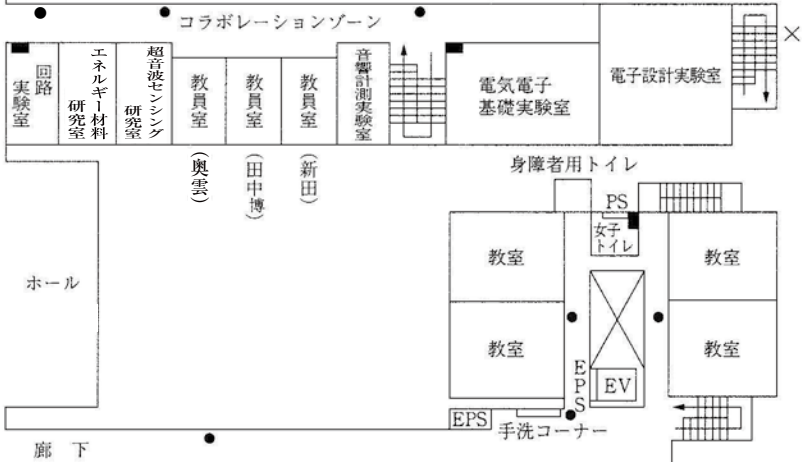 コラボレーションゾーン
回路
実験室
エネルギー材料
研究室
超音波センシング
研究室
教員室
(奥雲)
教員室
(田中博)
教員室
(新田)
音響計測実験室
電気電子
基礎実験室
電子設計実験室
身障者用トイレ
PS
女子
トイレ
ホール
教室
教室
教室
教室
EPS
EV
EPS
手洗コーナー
廊下